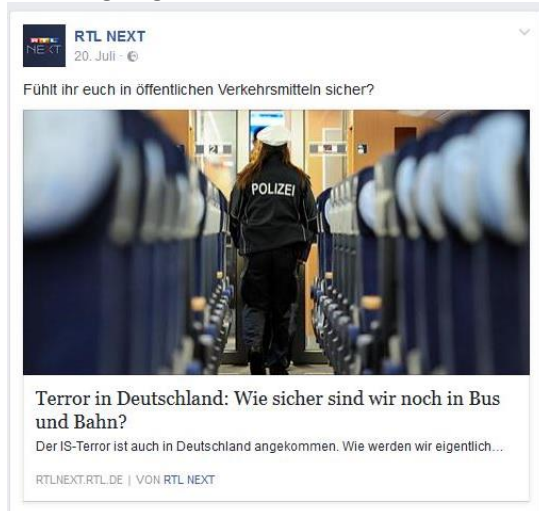 RTL NEXT
20. Juli
Fühlt ihr euch in öffentlichen Verkehrsmitteln sicher?
POLIZEI
Terror in Deutschland: Wie sicher sind wir noch in Bus
und Bahn?
Der IS-Terror ist auch in Deutschland angekommen. Wie werden wir eigentlich...
RTLNEXT.RTL.DE | VON RTL NEXT